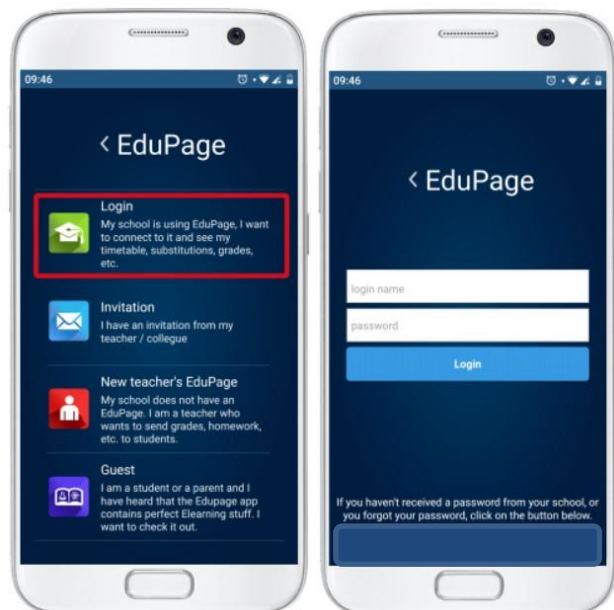 09:46
< EduPage
Login
My school is using EduPage, I want
to connect to it and see my
timetable, substitutions, grades,
etc.
Invitation
I have an invitation from my
teacher / collegue
New teacher's EduPage
My school does not have an
EduPage. I am a teacher who
wants to send grades, homework,
etc. to students.
Guest
I am a student or a parent and I
have heard that the Edupage app
contains perfect Elearning stuff. I
want to check it out.
09:46
< EduPage
login name
password
Login
If you haven't received a password from your school, or
you forgot your password, click on the button below.